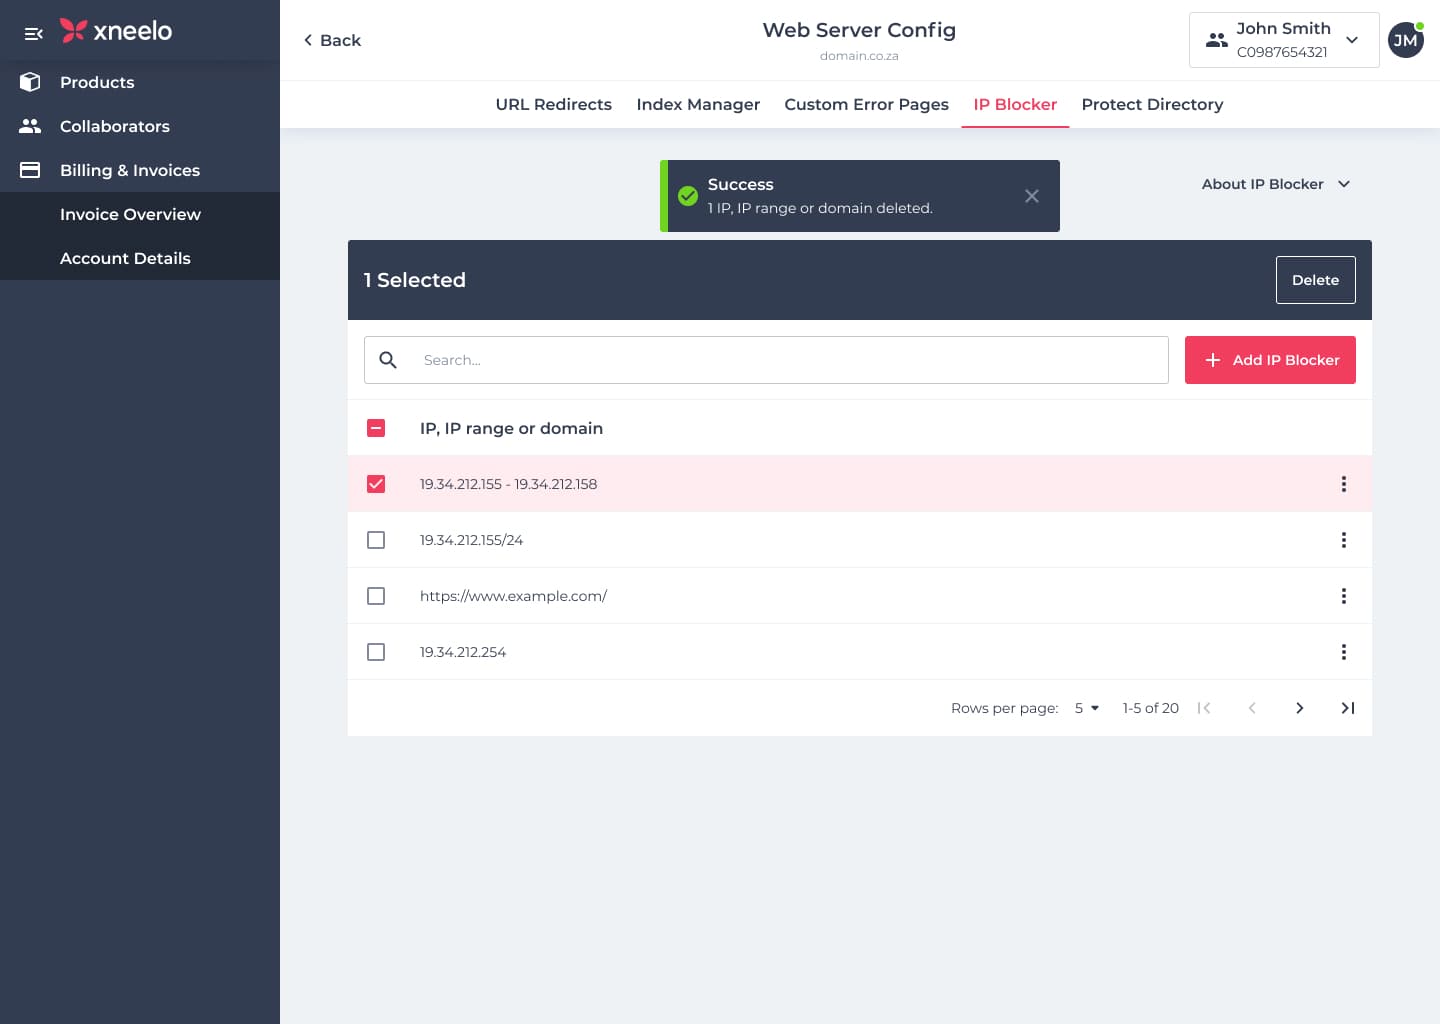 xneelo
Products
Collaborators
Billing & Invoices
Invoice Overview
Account Details
Back
Web Server Config
domain.co.za
John Smith
C0987654321
JM
URL Redirects
Index Manager
Custom Error Pages
IP Blocker
Protect Directory
Success
1 IP, IP range or domain deleted.
About IP Blocker
1 Selected
Delete
Search...
Add IP Blocker
IP, IP range or domain
19.34.212.155 - 19.34.212.158
19.34.212.155/24
https://www.example.com/
19.34.212.254
Rows per page: 5 1-5 of 20